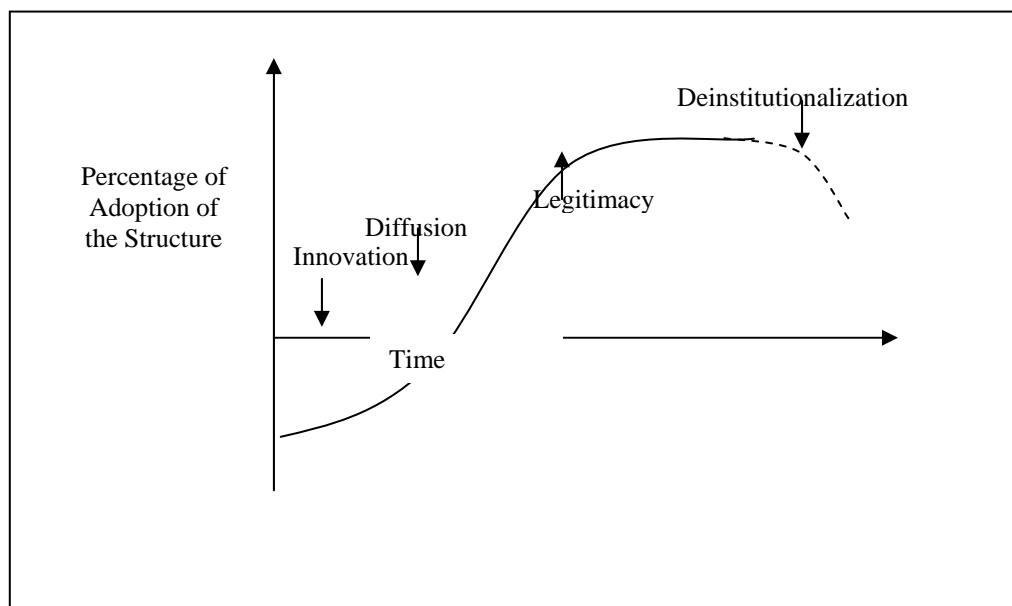 Deinstitutionalization
Percentage of
Adoption of
the Structure
Legitimacy
Diffusion
Innovation
Time